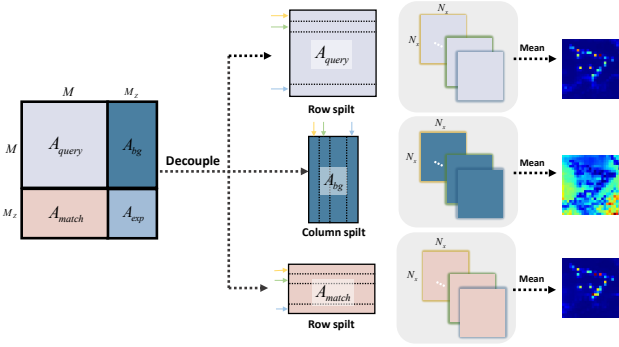 M
M_z
M
A_query
A_bg
M_z
A_match
A_exp
Decouple
A_query
Row spilt
N_x
N_x
Mean
A_bg
Column spilt
N_x
N_x
Mean
A_match
Row spilt
N_x
N_x
Mean